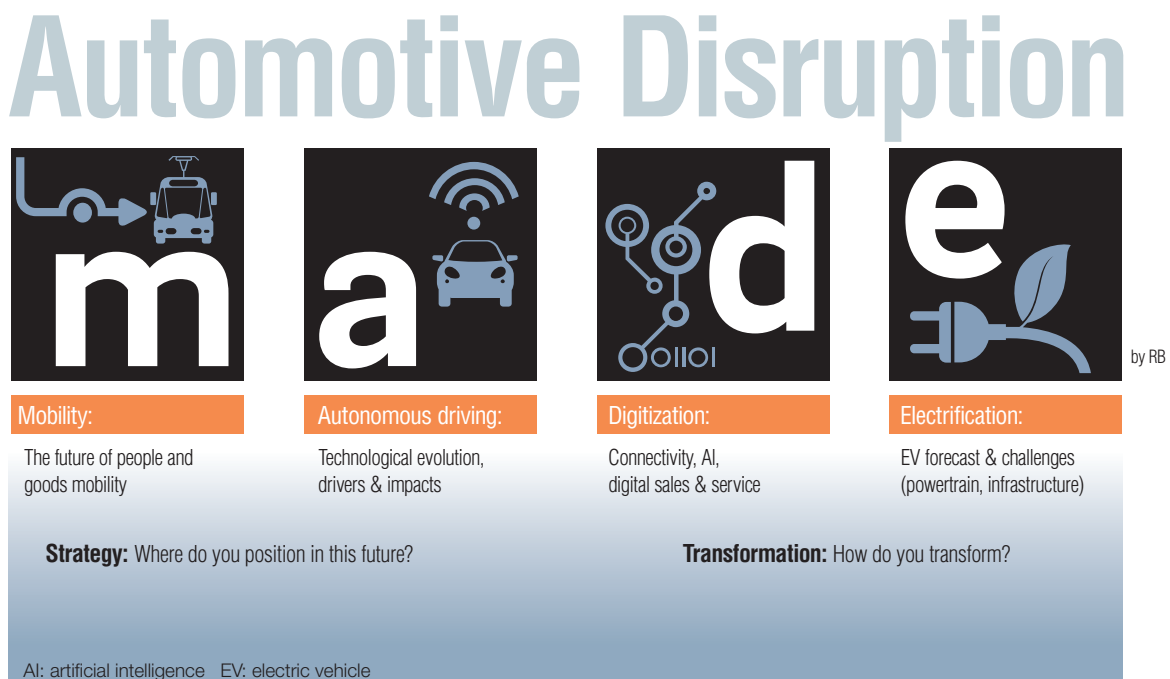 Automotive Disruption
m a d e
by RB
Mobility:
The future of people and
goods mobility
Autonomous driving:
Technological evolution,
drivers & impacts
Digitization:
Connectivity, AI,
digital sales & service
Electrification:
EV forecast & challenges
(powertrain, infrastructure)
Strategy: Where do you position in this future?
Transformation: How do you transform?
AI: artificial intelligence EV: electric vehicle